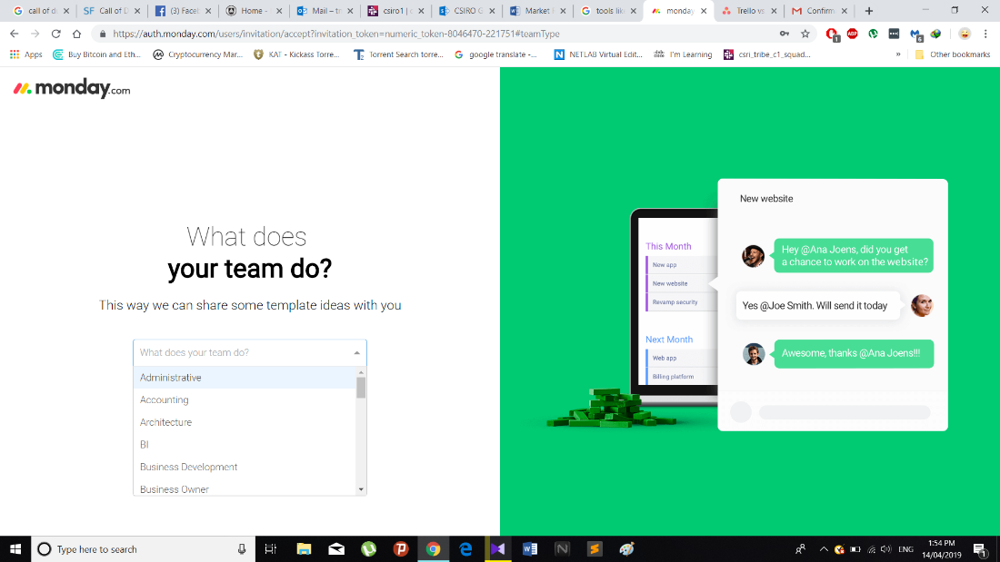 call of d
Call of D
(3) Faceb
Home -
Mail – tr
csiro1 | c
CSIRO G
Market F
tools like
monday
Trello vs
Confirm
https://auth.monday.com/users/invitation/accept?invitation_token=numeric_token-8046470-221751#teamType
Apps
Buy Bitcoin and Eth...
Cryptocurrency Mar...
KAT - Kickass Torre...
Torrent Search torre...
google translate -...
NETLAB Virtual Edit...
I'm Learning
csri_tribe_c1_squad...
Other bookmarks
monday.com
What does
your team do?
This way we can share some template ideas with you
What does your team do?
Administrative
Accounting
Architecture
BI
Business Development
Business Owner
This Month
New app
New website
Revamp security
Next Month
Web app
Billing platform
New website
Hey @Ana Joens, did you get
a chance to work on the website?
Yes @Joe Smith. Will send it today
Awesome, thanks @Ana Joens!!!
Type here to search
ENG
1:54 PM
14/04/2019